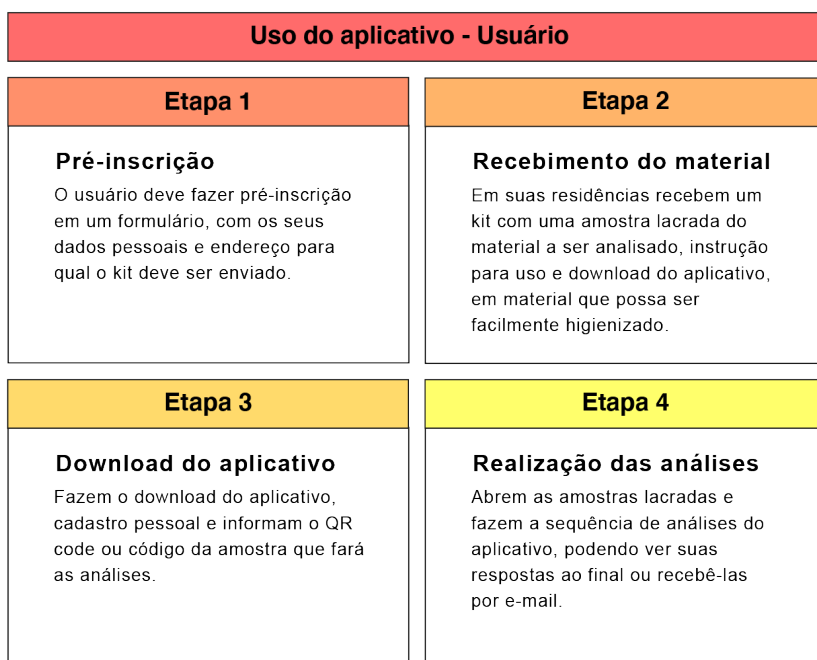 Uso do aplicativo - Usuário
Etapa 1
Pré-inscrição
O usuário deve fazer pré-inscrição
em um formulário, com os seus
dados pessoais e endereço para
qual o kit deve ser enviado.
Etapa 2
Recebimento do material
Em suas residências recebem um
kit com uma amostra lacrada do
material a ser analisado, instrução
para uso e download do aplicativo,
em material que possa ser
facilmente higienizado.
Etapa 3
Download do aplicativo
Fazem o download do aplicativo,
cadastro pessoal e informam o QR
code ou código da amostra que fará
as análises.
Etapa 4
Realização das análises
Abrem as amostras lacradas e
fazem a sequência de análises do
aplicativo, podendo ver suas
respostas ao final ou recebê-las
por e-mail.